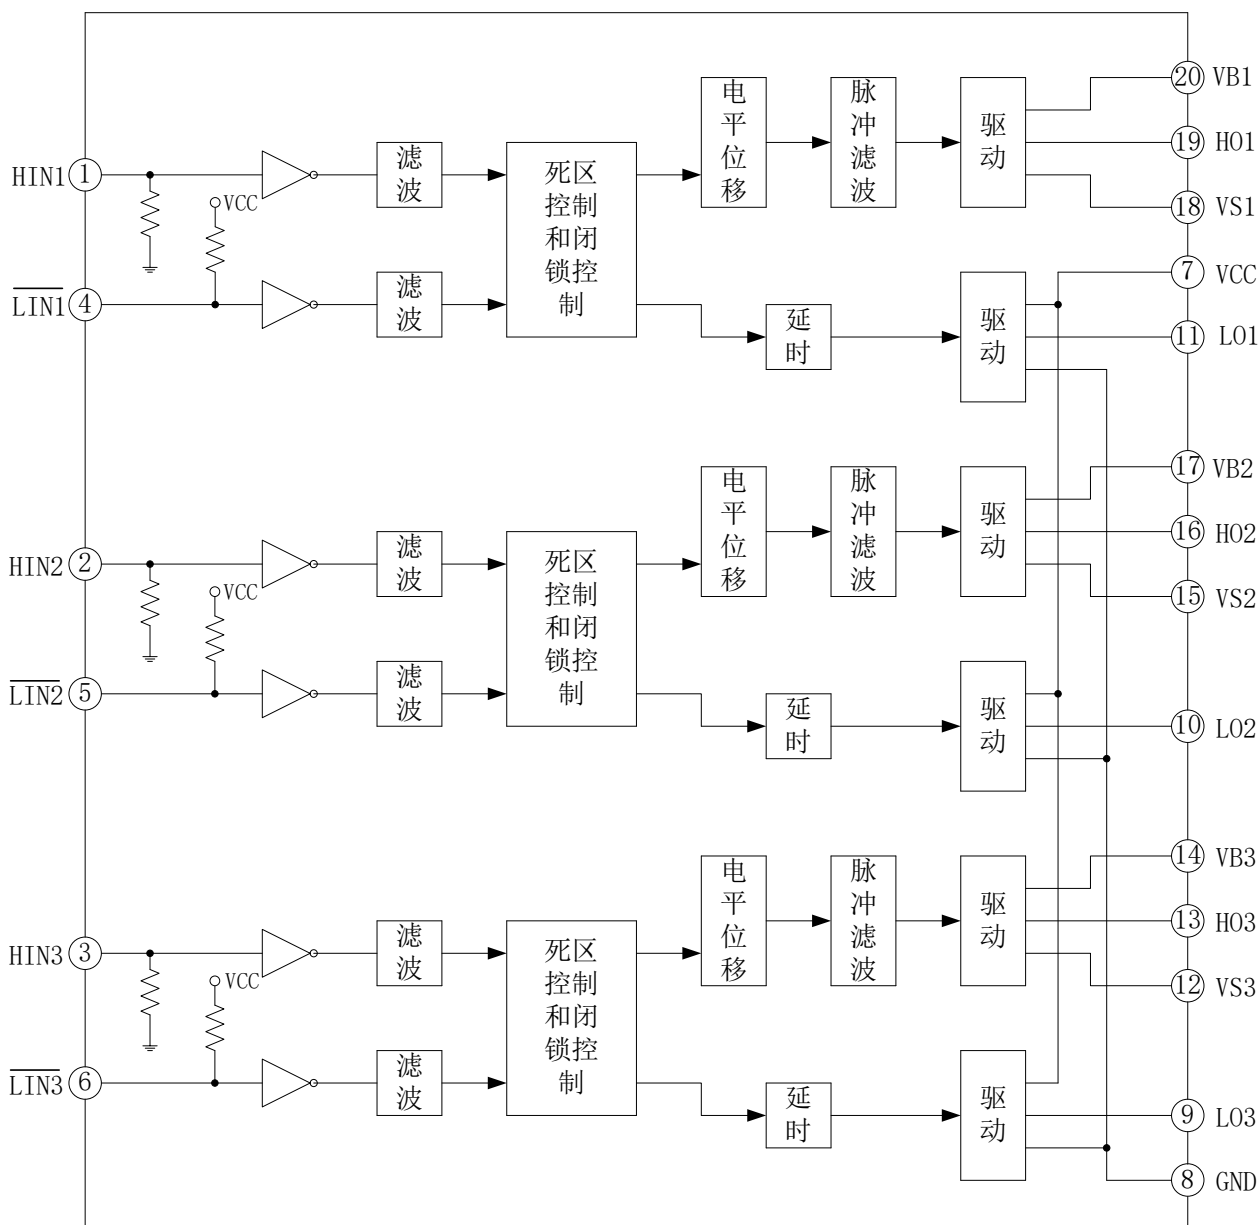 20 VB1
电平位移
脉冲滤波
驱动
19 HO1
HIN1 1
滤波
死区控制和闭锁控制
VCC
18 VS1
7 VCC
LIN1 4
滤波
延时
驱动
11 LO1
17 VB2
电平位移
脉冲滤波
驱动
16 HO2
HIN2 2
滤波
死区控制和闭锁控制
VCC
15 VS2
LIN2 5
滤波
延时
驱动
10 LO2
14 VB3
电平位移
脉冲滤波
驱动
13 HO3
HIN3 3
滤波
死区控制和闭锁控制
VCC
12 VS3
LIN3 6
滤波
延时
驱动
9 LO3
8 GND